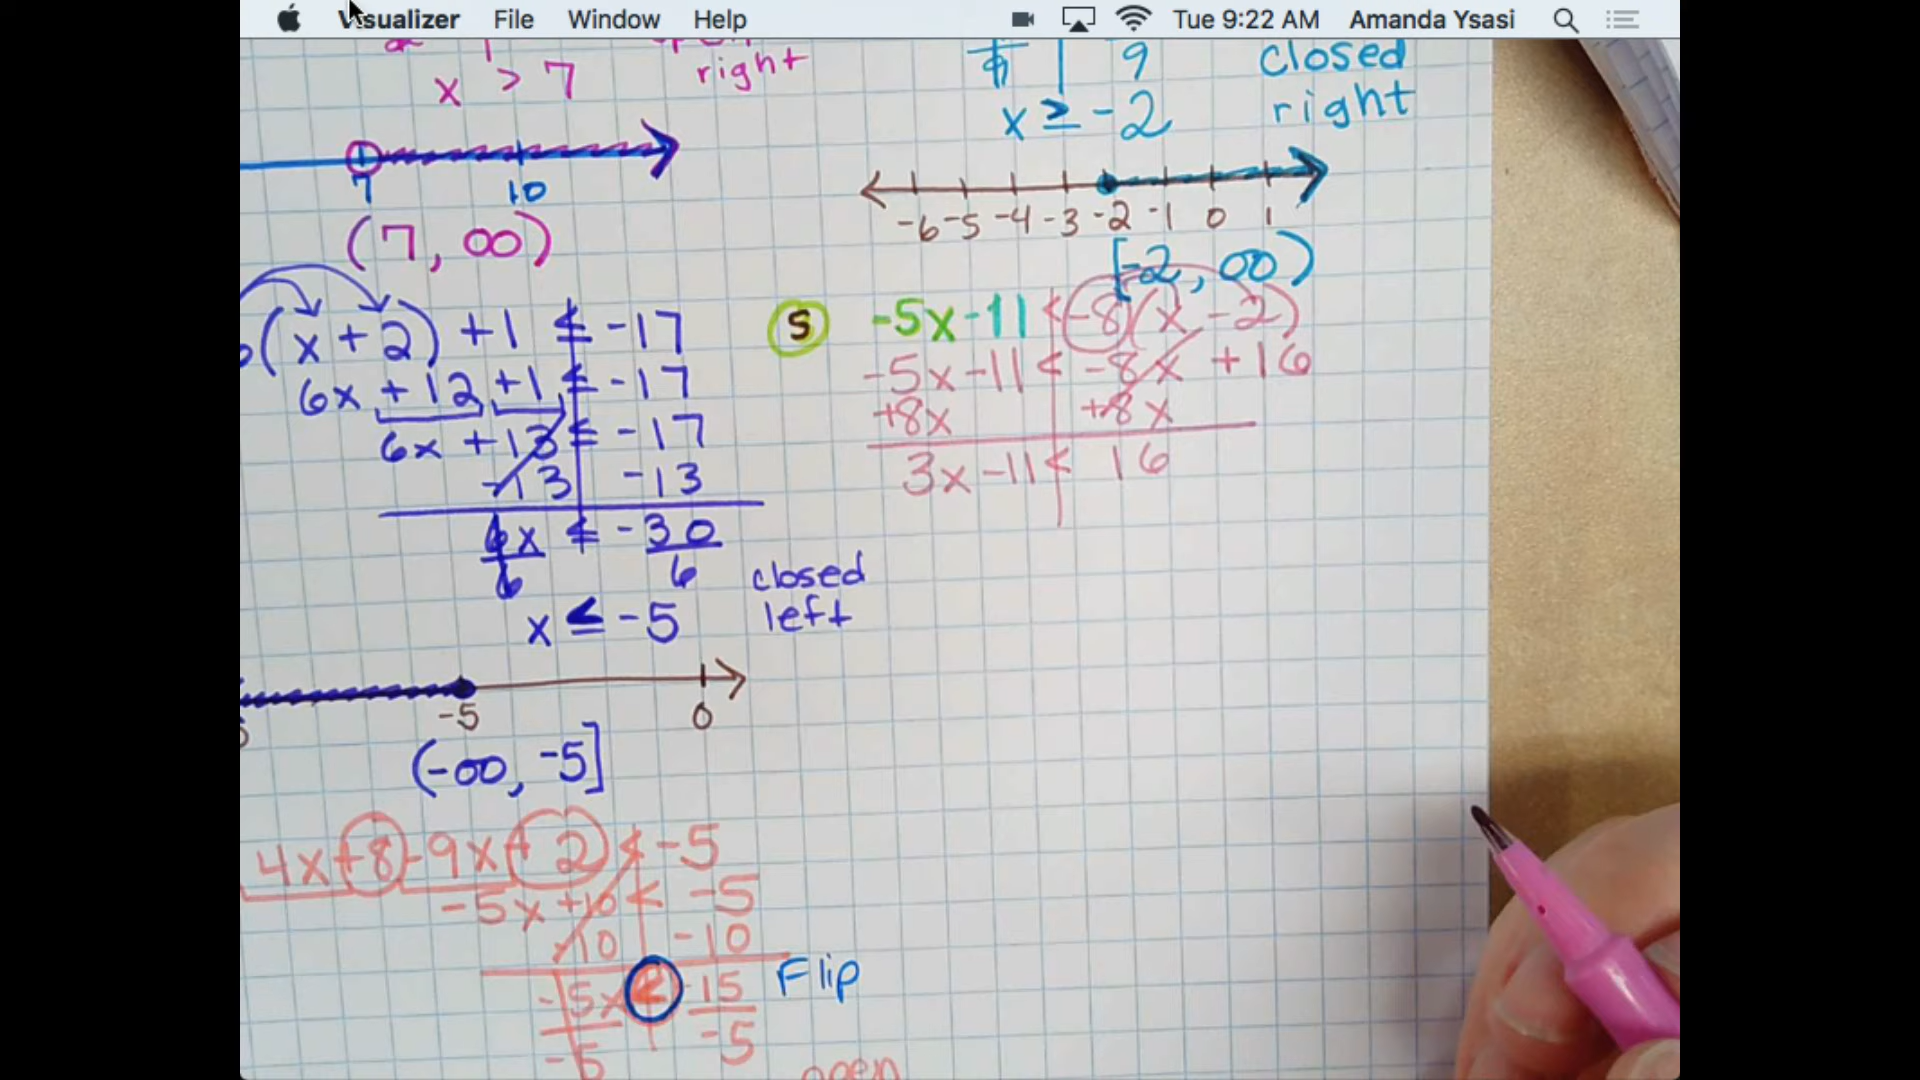 Visualizer File Window Help Tue 9:22 AM Amanda Ysasi
x > 7
right
7 10
(7, ∞)
9
closed
right
x ≥ -2
-6 -5 -4 -3 -2 -1 0 1
[-2, ∞)
(x + 2) + 1 ≤ -17
6x + 12 + 1 ≤ -17
6x + 13 ≤ -17
-13 -13
6x ≤ -30
6 6
closed
left
x ≤ -5
-5 0
(-∞, -5]
4x +8 -9x + 2 < -5
-5x +10 < -5
-10 -10
-5x < -15
Flip
-5 -5
open
5 -5x -11 < -8(x - 2)
-5x -11 < -8x + 16
+8x +8x
3x -11 < 16